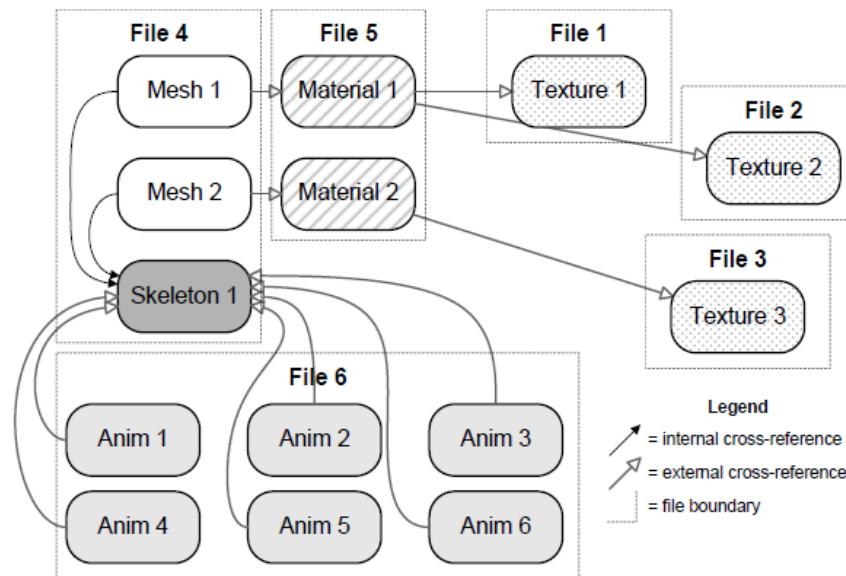 File 4
File 5
File 1
Mesh 1
Material 1
Texture 1
File 2
Texture 2
Mesh 2
Material 2
File 3
Skeleton 1
Texture 3
File 6
Anim 1
Anim 2
Anim 3
Anim 4
Anim 5
Anim 6
Legend
= internal cross-reference
= external cross-reference
= file boundary